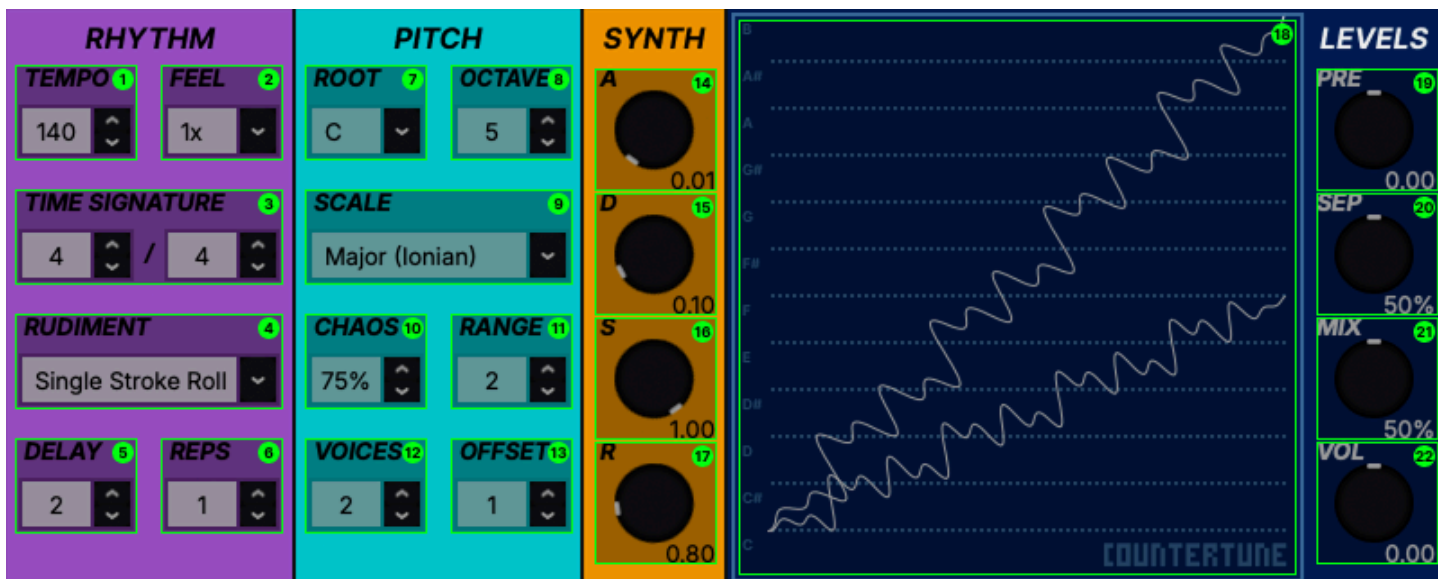 RHYTHM
TEMPO 1
FEEL 2
140
1x
TIME SIGNATURE 3
4 / 4
RUDIMENT 4
Single Stroke Roll
DELAY 5
REPS 6
2
1
PITCH
ROOT 7
OCTAVE 8
C
5
SCALE 9
Major (Ionian)
CHAOS 10
RANGE 11
75%
2
VOICES 12
OFFSET 13
2
1
SYNTH
A 14
0.01
D 15
0.10
S 16
1.00
R 17
0.80
18
B
A#
A
G#
G
F#
F
E
D#
D
C#
C
COUNTERTUNE
LEVELS
PRE 19
0.00
SEP 20
50%
MIX 21
50%
VOL 22
0.00